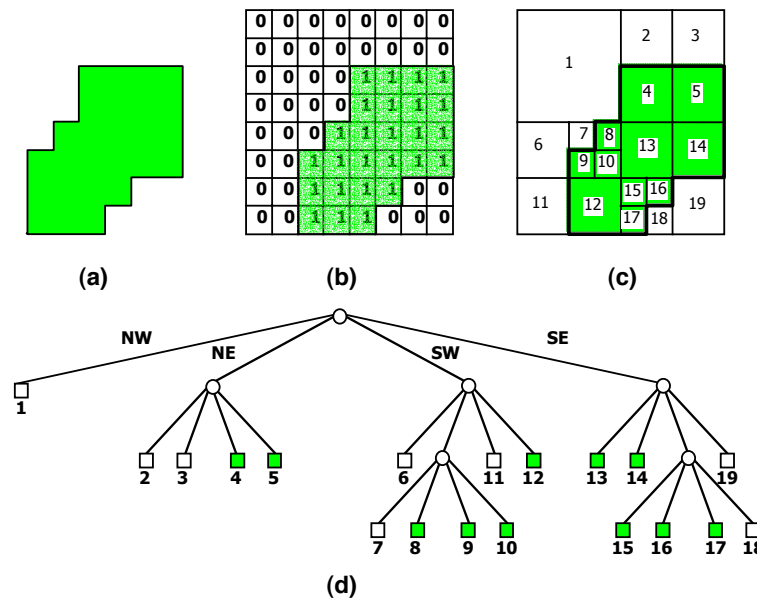 0 0 0 0 0 0 0 0
0 0 0 0 0 0 0 0
0 0 0 0 1 1 1 1
0 0 0 0 1 1 1 1
0 0 0 1 1 1 1 1
0 0 1 1 1 1 1 1
0 0 1 1 1 1 0 0
0 0 1 1 1 0 0 0
1 2 3
4 5
6 7 8 13 14
9 10
11 12 15 16 19
17 18
(a) (b) (c)
NW NE SW SE
1
2 3 4 5 6 11 12 13 14 19
7 8 9 10 15 16 17 18
(d)